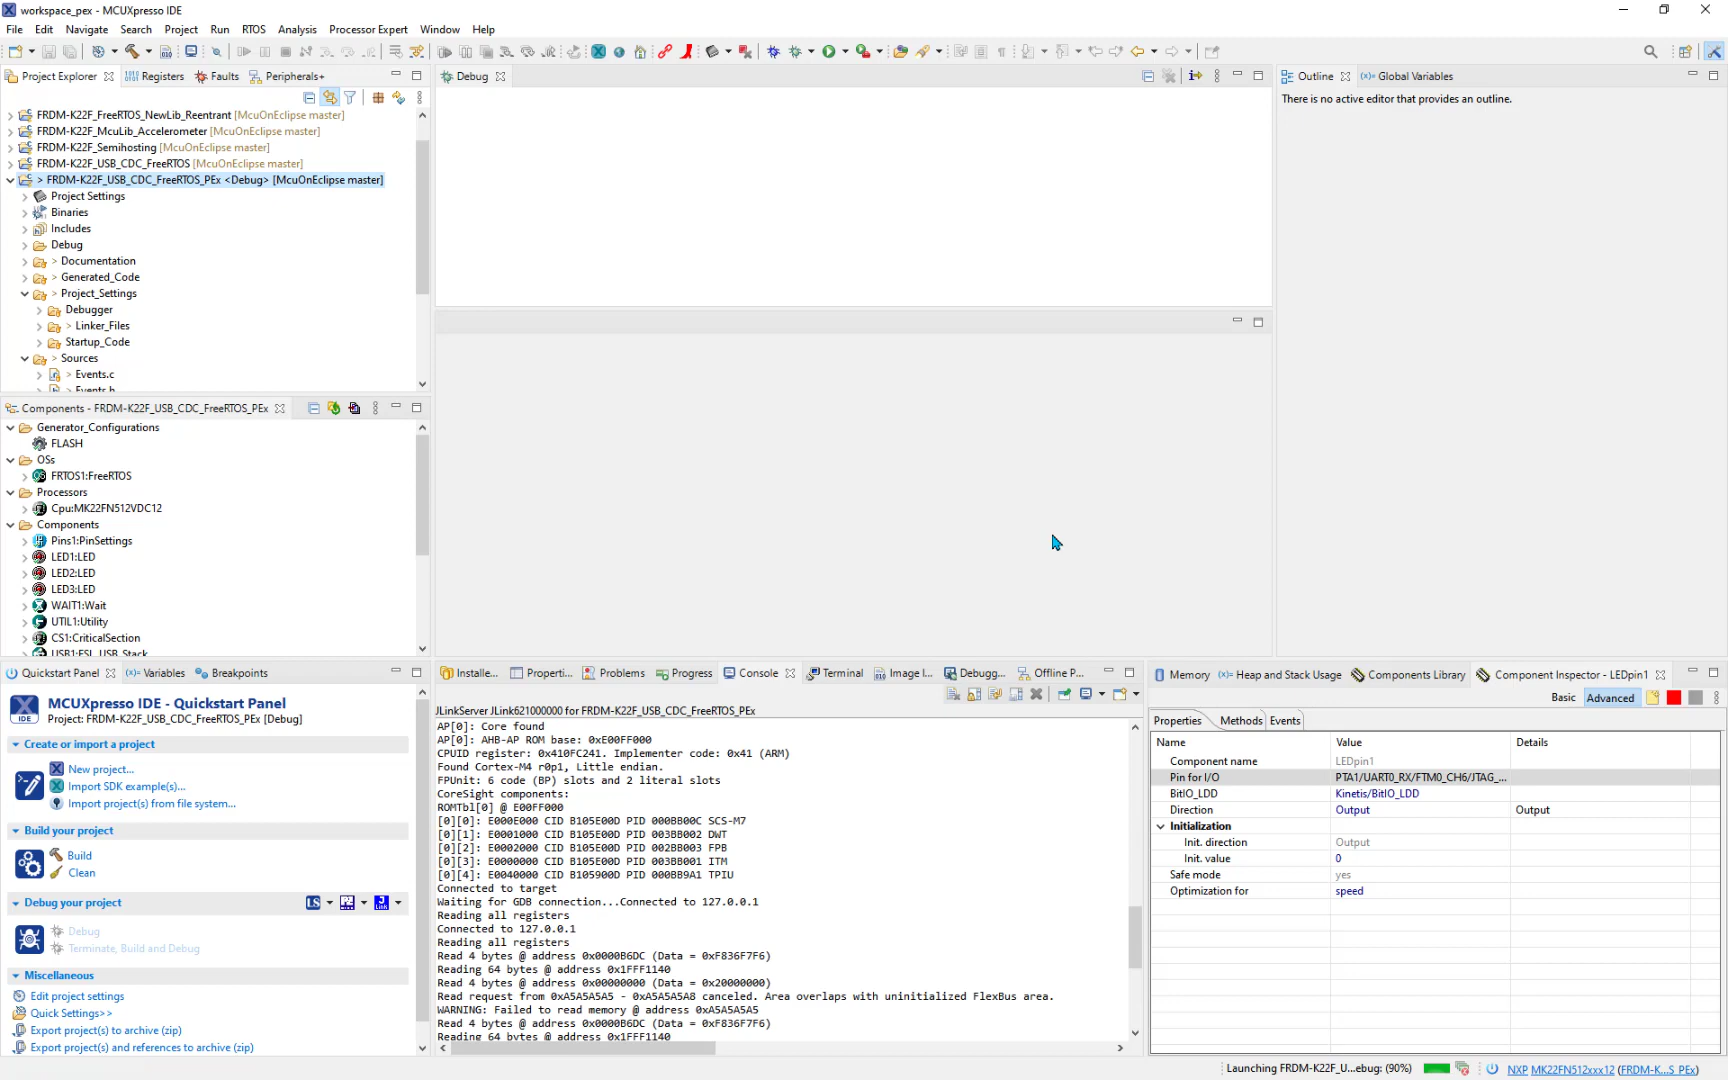 workspace_pex - MCUXpresso IDE
File Edit Navigate Search Project Run RTOS Analysis Processor Expert Window Help
Project Explorer
Registers
Faults
Peripherals+
FRDM-K22F_FreeRTOS_NewLib_Reentrant [McuOnEclipse master]
FRDM-K22F_McuLib_Accelerometer [McuOnEclipse master]
FRDM-K22F_Semihosting [McuOnEclipse master]
FRDM-K22F_USB_CDC_FreeRTOS [McuOnEclipse master]
> FRDM-K22F_USB_CDC_FreeRTOS_PEx <Debug> [McuOnEclipse master]
Project Settings
Binaries
Includes
Debug
> Documentation
> Generated_Code
> Project_Settings
Debugger
> Linker_Files
Startup_Code
> Sources
> Events.c
> Events.h
Debug
Outline
(x)= Global Variables
There is no active editor that provides an outline.
Components - FRDM-K22F_USB_CDC_FreeRTOS_PEx
Generator_Configurations
FLASH
OSs
FRTOS1:FreeRTOS
Processors
Cpu:MK22FN512VDC12
Components
Pins1:PinSettings
LED1:LED
LED2:LED
LED3:LED
WAIT1:Wait
UTIL1:Utility
CS1:CriticalSection
USB1:FSL_USB_Stack
Quickstart Panel
(x)= Variables
Breakpoints
MCUXpresso IDE - Quickstart Panel
Project: FRDM-K22F_USB_CDC_FreeRTOS_PEx [Debug]
IDE
Create or import a project
New project...
Import SDK example(s)...
Import project(s) from file system...
Build your project
Build
Clean
Debug your project
LS
Debug
Terminate, Build and Debug
Miscellaneous
Edit project settings
Quick Settings>>
Export project(s) to archive (zip)
Export project(s) and references to archive (zip)
Installe...
Properti...
Problems
Progress
Console
Terminal
Image I...
Debugg...
Offline P...
JLinkServer JLink621000000 for FRDM-K22F_USB_CDC_FreeRTOS_PEx
AP[0]: Core found
AP[0]: AHB-AP ROM base: 0xE00FF000
CPUID register: 0x410FC241. Implementer code: 0x41 (ARM)
Found Cortex-M4 r0p1, Little endian.
FPUnit: 6 code (BP) slots and 2 literal slots
CoreSight components:
ROMTbl[0] @ E00FF000
[0][0]: E000E000 CID B105E00D PID 000BB00C SCS-M7
[0][1]: E0001000 CID B105E00D PID 003BB002 DWT
[0][2]: E0002000 CID B105E00D PID 002BB003 FPB
[0][3]: E0000000 CID B105E00D PID 003BB001 ITM
[0][4]: E0040000 CID B105900D PID 000BB9A1 TPIU
Connected to target
Waiting for GDB connection...Connected to 127.0.0.1
Reading all registers
Connected to 127.0.0.1
Reading all registers
Read 4 bytes @ address 0x0000B6DC (Data = 0xF836F7F6)
Reading 64 bytes @ address 0x1FFF1140
Read 4 bytes @ address 0x00000000 (Data = 0x20000000)
Read request from 0xA5A5A5A5 - 0xA5A5A5A8 canceled. Area overlaps with uninitialized FlexBus area.
WARNING: Failed to read memory @ address 0xA5A5A5A5
Read 4 bytes @ address 0x0000B6DC (Data = 0xF836F7F6)
Reading 64 bytes @ address 0x1FFF1140
Memory
(x)= Heap and Stack Usage
Components Library
Component Inspector - LEDpin1
Basic Advanced
Properties Methods Events
Name Value Details
Component name LEDpin1
Pin for I/O PTA1/UART0_RX/FTM0_CH6/JTAG_...
BitIO_LDD Kinetis/BitIO_LDD
Direction Output Output
Initialization
Init. direction Output
Init. value 0
Safe mode yes
Optimization for speed
Launching FRDM-K22F_U...ebug: (90%)
NXP MK22FN512xxx12 (FRDM-K...S_PEx)